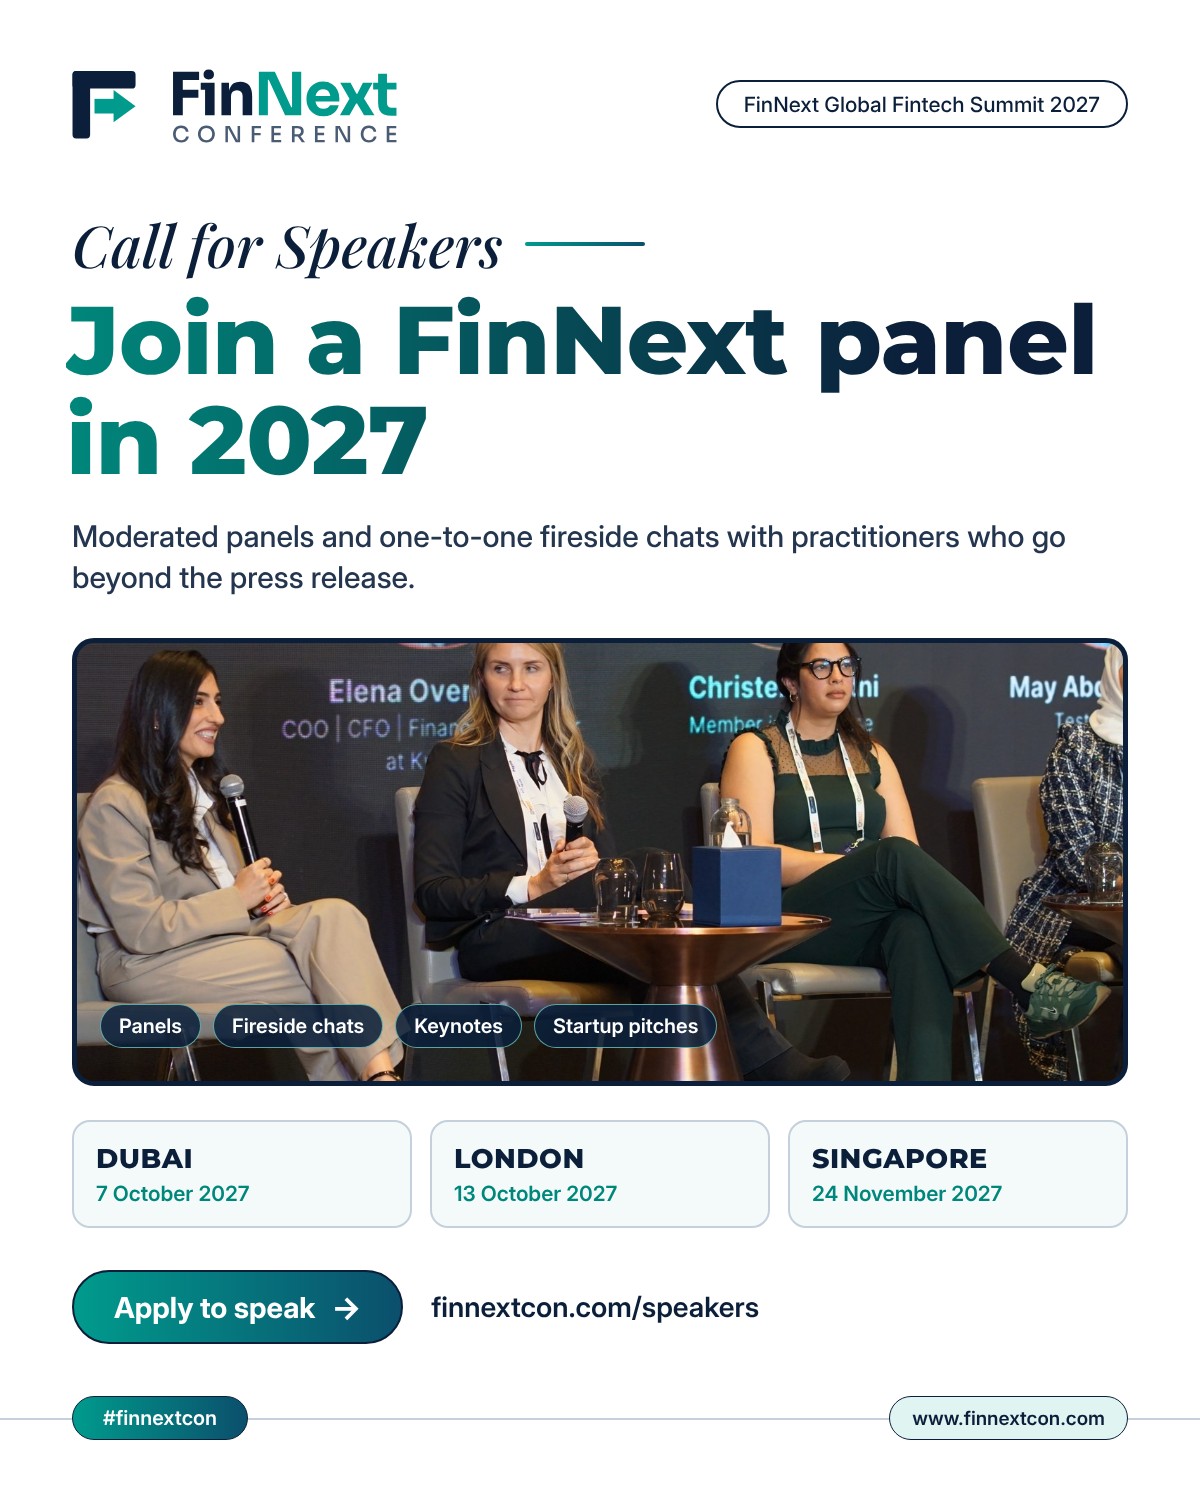 FinNext
CONFERENCE
FinNext Global Fintech Summit 2027
Call for Speakers
Join a FinNext panel
in 2027
Moderated panels and one-to-one fireside chats with practitioners who go
beyond the press release.
Elena Over
COO | CFO |
at
Member
May
Panels
Fireside chats
Keynotes
Startup pitches
DUBAI
7 October 2027
LONDON
13 October 2027
SINGAPORE
24 November 2027
Apply to speak →
finnextcon.com/speakers
#finnextcon
www.finnextcon.com